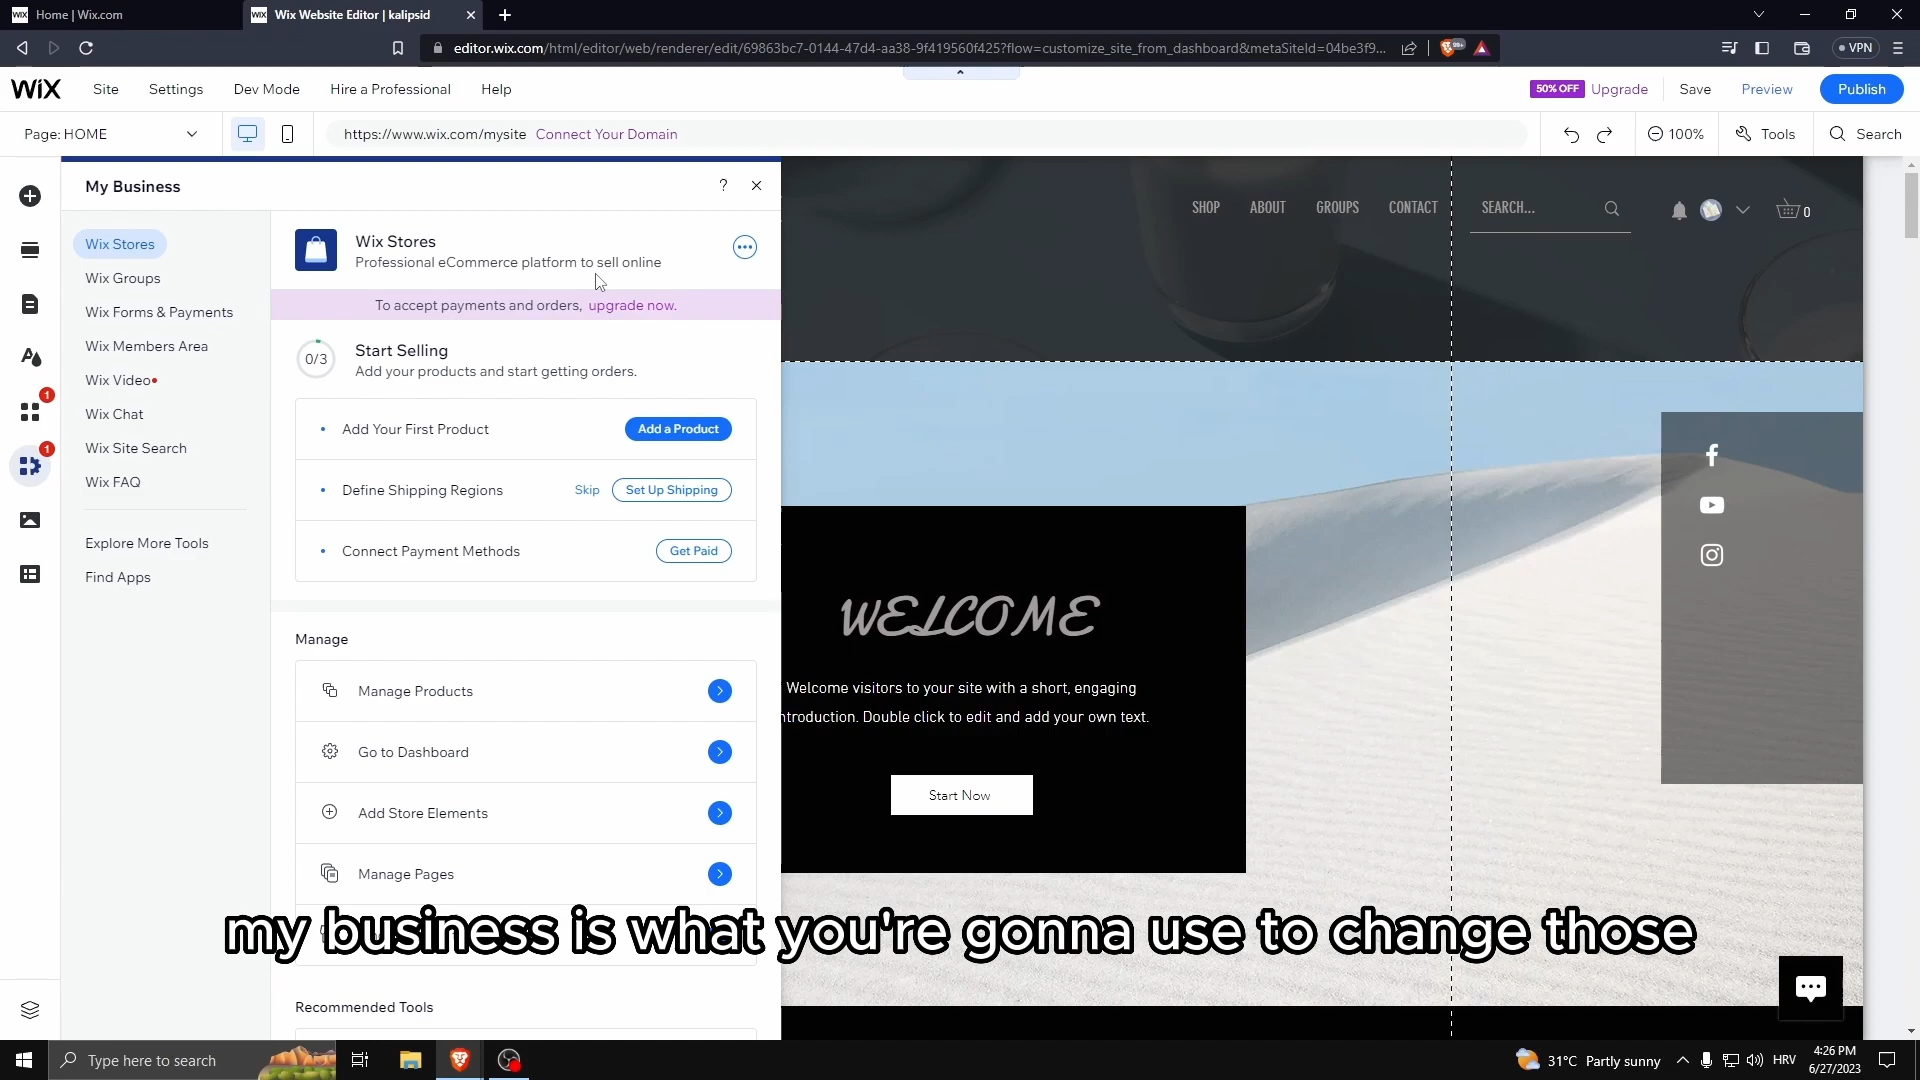 Home | Wix.com
Wix Website Editor | kalipsid
editor.wix.com/html/editor/web/renderer/edit/69863bc7-0144-47d4-aa38-9f419560f425?flow=customize_site_from_dashboard&metaSiteId=04be3f9...
VPN
WiX
Site
Settings
Dev Mode
Hire a Professional
Help
50% OFF
Upgrade
Save
Preview
Publish
Page: HOME
https://www.wix.com/mysite
Connect Your Domain
100%
Tools
Search
My Business
?
Wix Stores
Wix Groups
Wix Forms & Payments
Wix Members Area
Wix Video
Wix Chat
Wix Site Search
Wix FAQ
Explore More Tools
Find Apps
1
1
Wix Stores
Professional eCommerce platform to sell online
To accept payments and orders, upgrade now.
0/3
Start Selling
Add your products and start getting orders.
Add Your First Product
Add a Product
Define Shipping Regions
Skip
Set Up Shipping
Connect Payment Methods
Get Paid
Manage
Manage Products
Go to Dashboard
Add Store Elements
Manage Pages
Recommended Tools
SHOP
ABOUT
GROUPS
CONTACT
SEARCH...
0
WELCOME
Welcome visitors to your site with a short, engaging
ntroduction. Double click to edit and add your own text.
Start Now
my business is what you're gonna use to change those
Type here to search
31°C Partly sunny
HRV
4:26 PM
6/27/2023